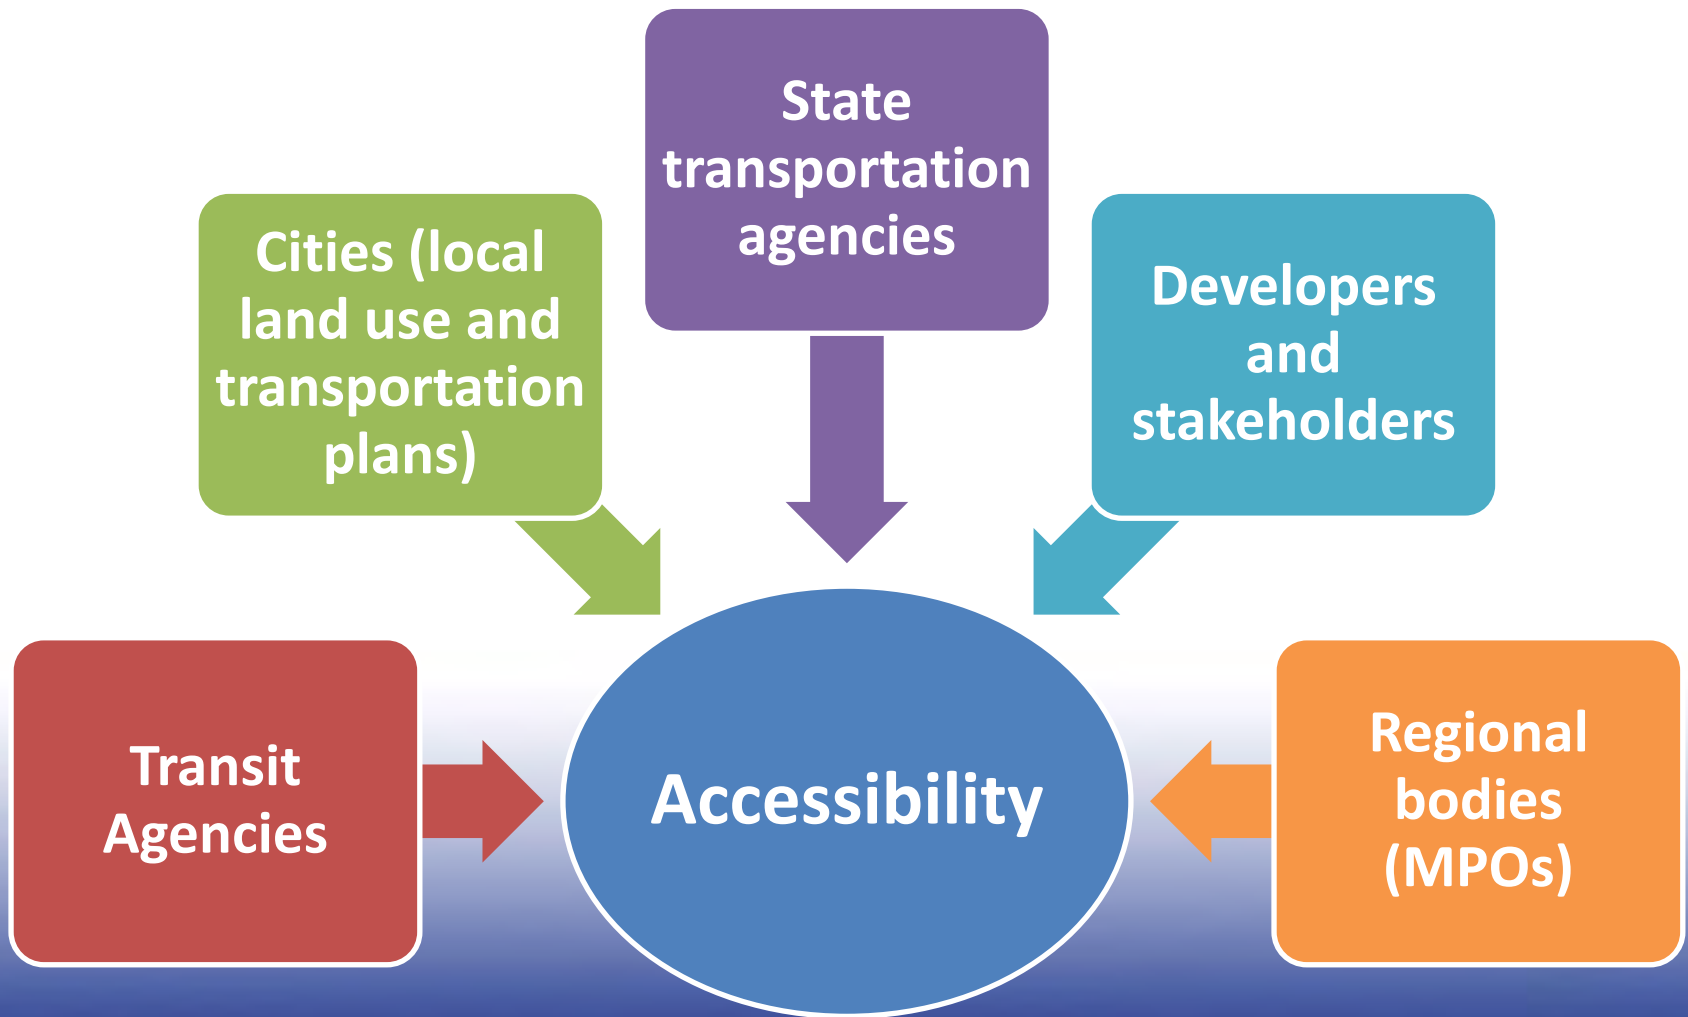 State
transportation
agencies
Cities (local
land use and
transportation
plans)
Developers
and
stakeholders
Transit
Agencies
Accessibility
Regional
bodies
(MPOs)